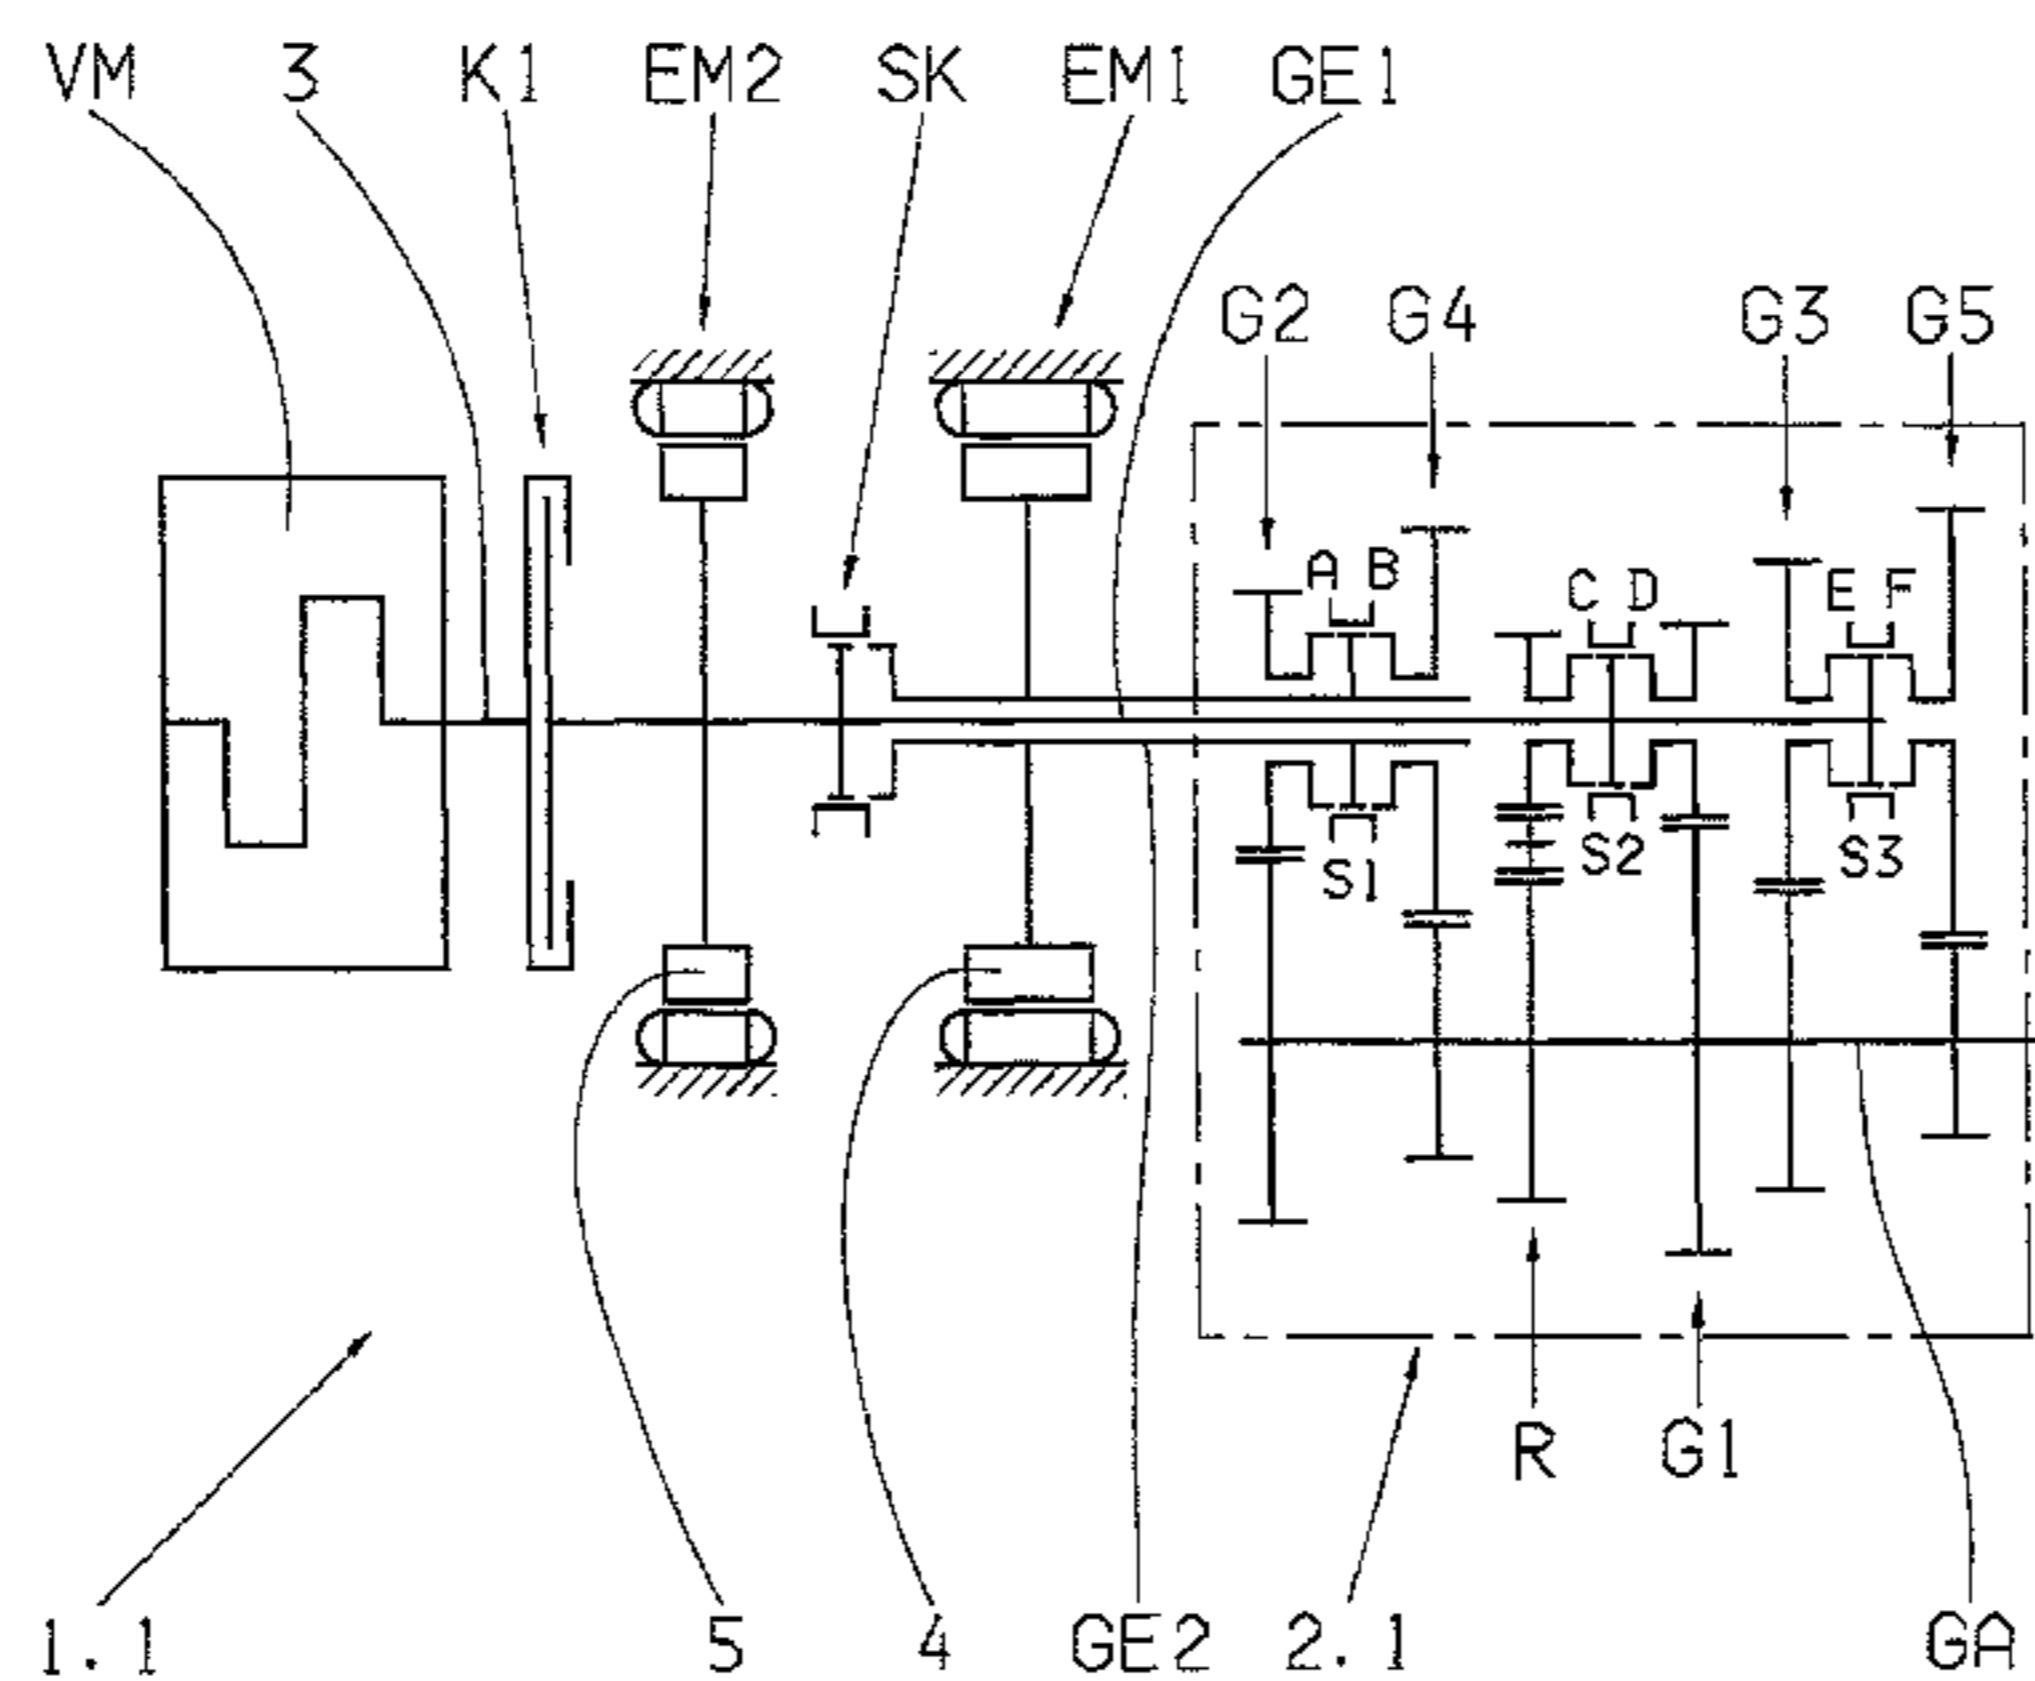 VM 3 K1 EM2 SK EM1 GE1
G2 G4 G3 G5
A B C D E F
S1 S2 S3
R G1
1.1 5 4 GE2 2.1 GA